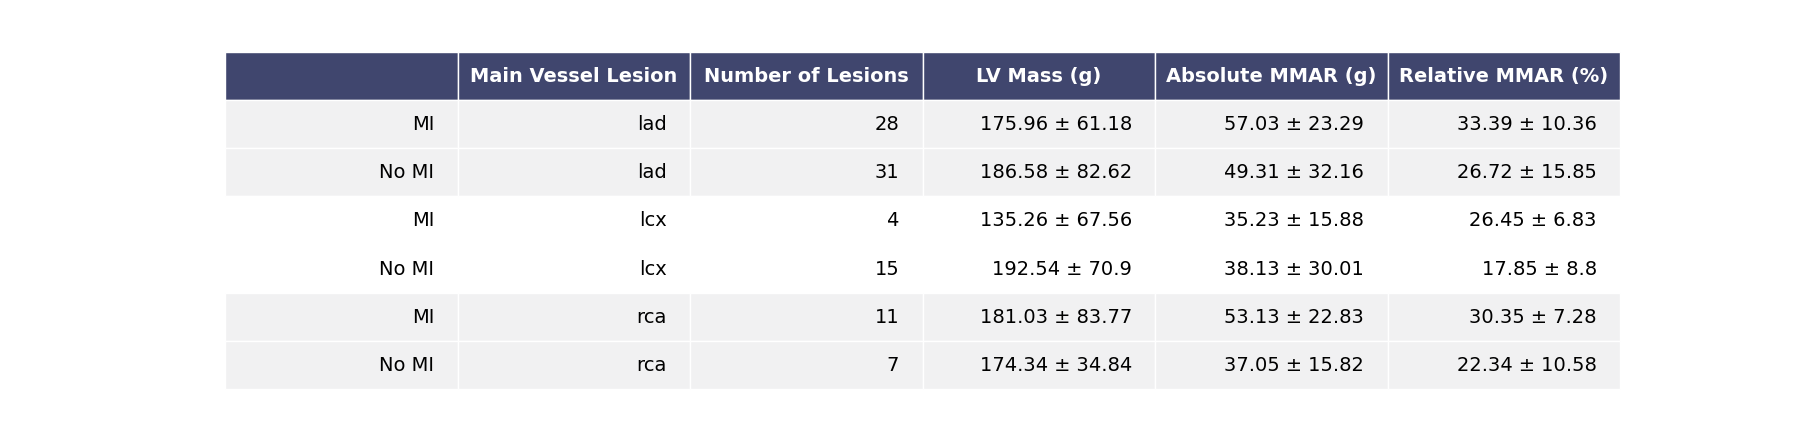 Main Vessel Lesion Number of Lesions LV Mass (g) Absolute MMAR (g) Relative MMAR (%)
MI lad 28 175.96 ± 61.18 57.03 ± 23.29 33.39 ± 10.36
No MI lad 31 186.58 ± 82.62 49.31 ± 32.16 26.72 ± 15.85
MI lcx 4 135.26 ± 67.56 35.23 ± 15.88 26.45 ± 6.83
No MI lcx 15 192.54 ± 70.9 38.13 ± 30.01 17.85 ± 8.8
MI rca 11 181.03 ± 83.77 53.13 ± 22.83 30.35 ± 7.28
No MI rca 7 174.34 ± 34.84 37.05 ± 15.82 22.34 ± 10.58